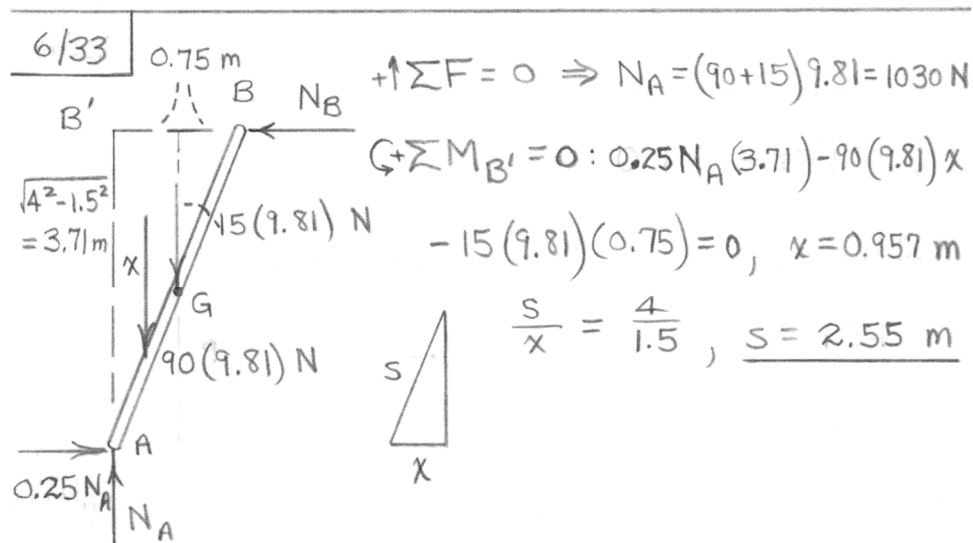 6/33
0.75 m
+↑ΣF = 0 ⇒ N_A = (90+15) 9.81 = 1030 N
B'
B
N_B
↺+ΣM_B' = 0 : 0.25 N_A (3.71) - 90(9.81) x
√4²-1.5²
= 3.71 m
15(9.81) N
- 15(9.81)(0.75) = 0, x = 0.957 m
x
G
s/x = 4/1.5, s = 2.55 m
90(9.81) N
s
A
x
0.25 N_A
N_A